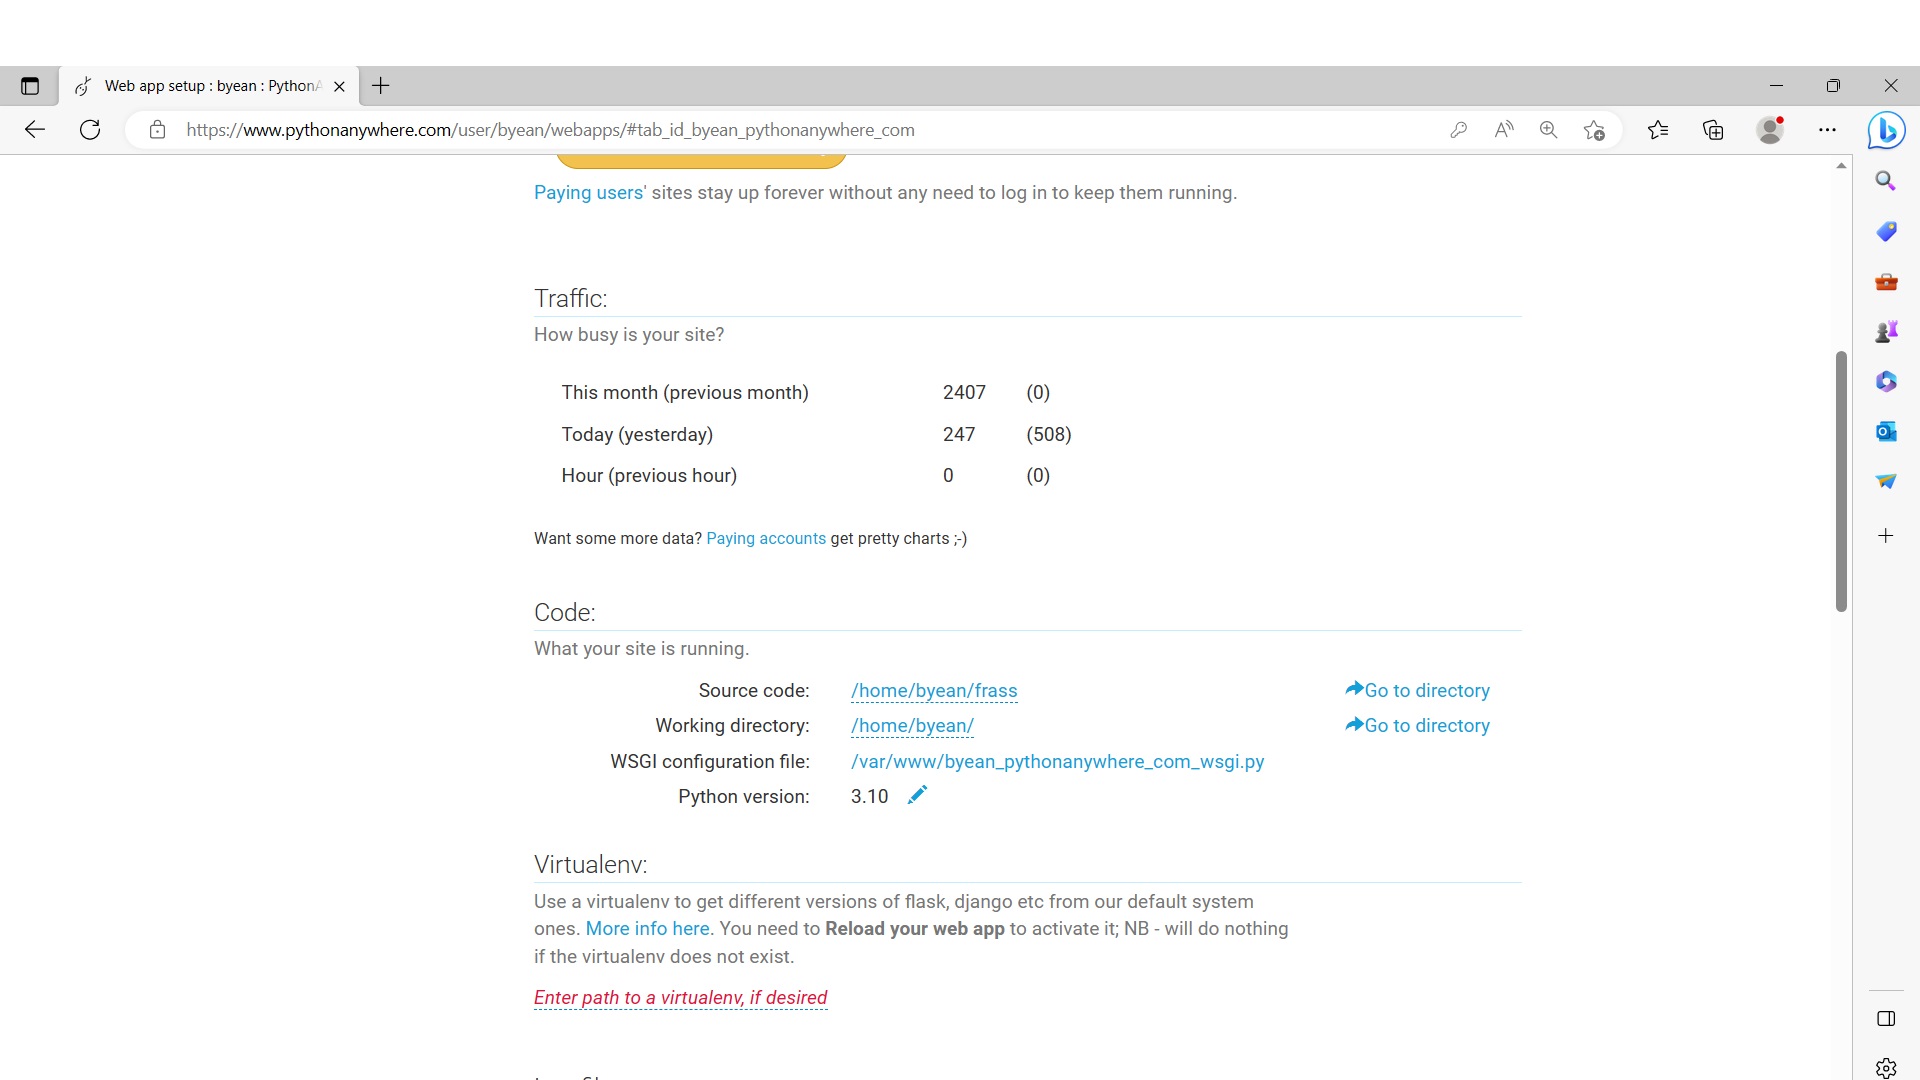 Web app setup : byean : PythonA
https://www.pythonanywhere.com/user/byean/webapps/#tab_id_byean_pythonanywhere_com
Paying users' sites stay up forever without any need to log in to keep them running.
Traffic:
How busy is your site?
This month (previous month) 2407 (0)
Today (yesterday) 247 (508)
Hour (previous hour) 0 (0)
Want some more data? Paying accounts get pretty charts ;-)
Code:
What your site is running.
Source code: /home/byean/frass Go to directory
Working directory: /home/byean/ Go to directory
WSGI configuration file: /var/www/byean_pythonanywhere_com_wsgi.py
Python version: 3.10
Virtualenv:
Use a virtualenv to get different versions of flask, django etc from our default system
ones. More info here. You need to Reload your web app to activate it; NB - will do nothing
if the virtualenv does not exist.
Enter path to a virtualenv, if desired